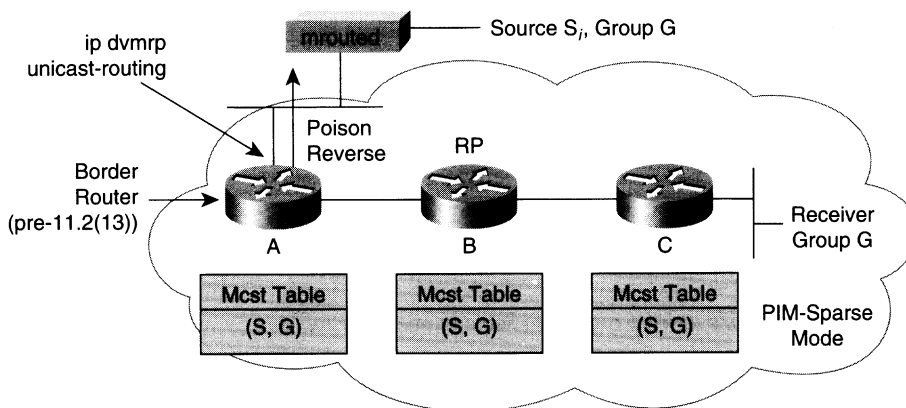 ip dvmrp
unicast-routing
mrouted
Source Si, Group G
Poison
Reverse
RP
Border
Router
(pre-11.2(13))
A
B
C
Receiver
Group G
Mcst Table
(S, G)
Mcst Table
(S, G)
Mcst Table
(S, G)
PIM-Sparse
Mode